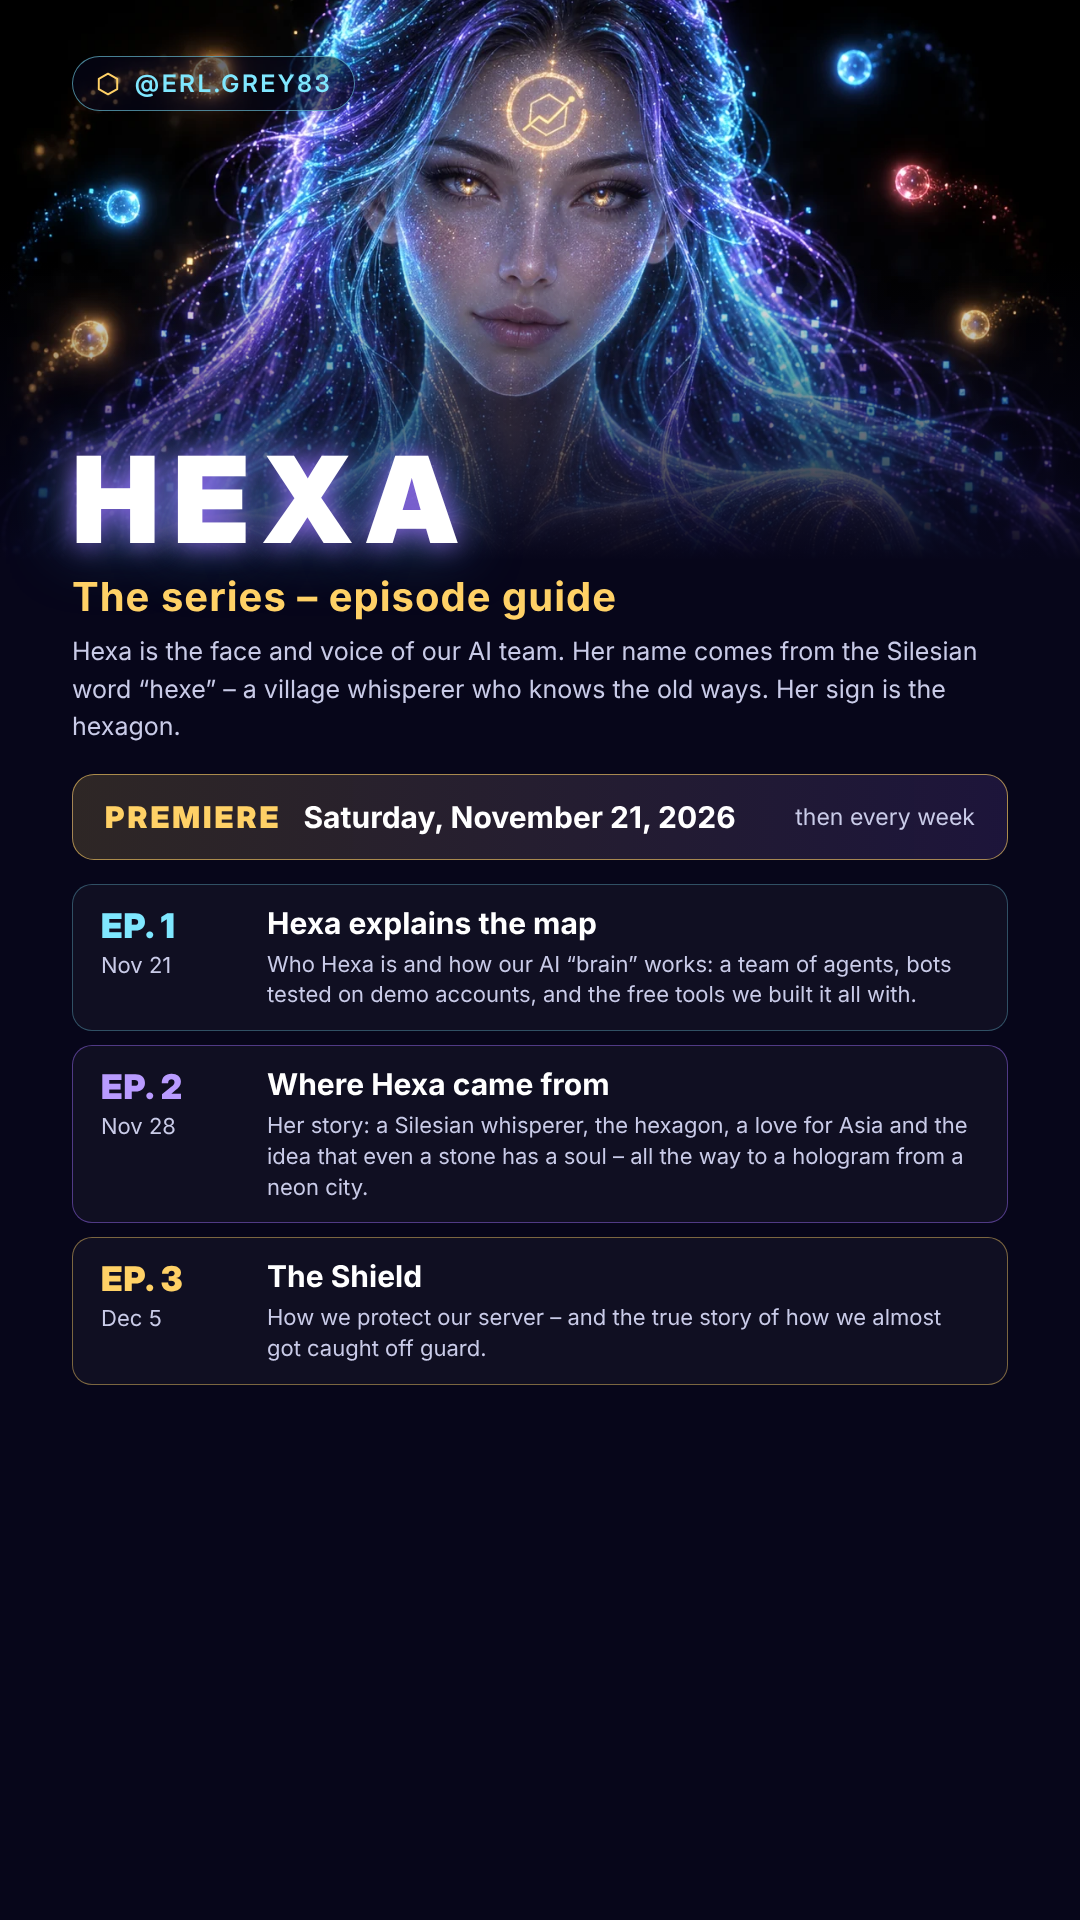 @ERL.GREY83
HEXA
The series – episode guide
Hexa is the face and voice of our AI team. Her name comes from the Silesian
word “hexe” – a village whisperer who knows the old ways. Her sign is the
hexagon.
PREMIERE Saturday, November 21, 2026 then every week
EP. 1
Nov 21
Hexa explains the map
Who Hexa is and how our AI “brain” works: a team of agents, bots
tested on demo accounts, and the free tools we built it all with.
EP. 2
Nov 28
Where Hexa came from
Her story: a Silesian whisperer, the hexagon, a love for Asia and the
idea that even a stone has a soul – all the way to a hologram from a
neon city.
EP. 3
Dec 5
The Shield
How we protect our server – and the true story of how we almost
got caught off guard.